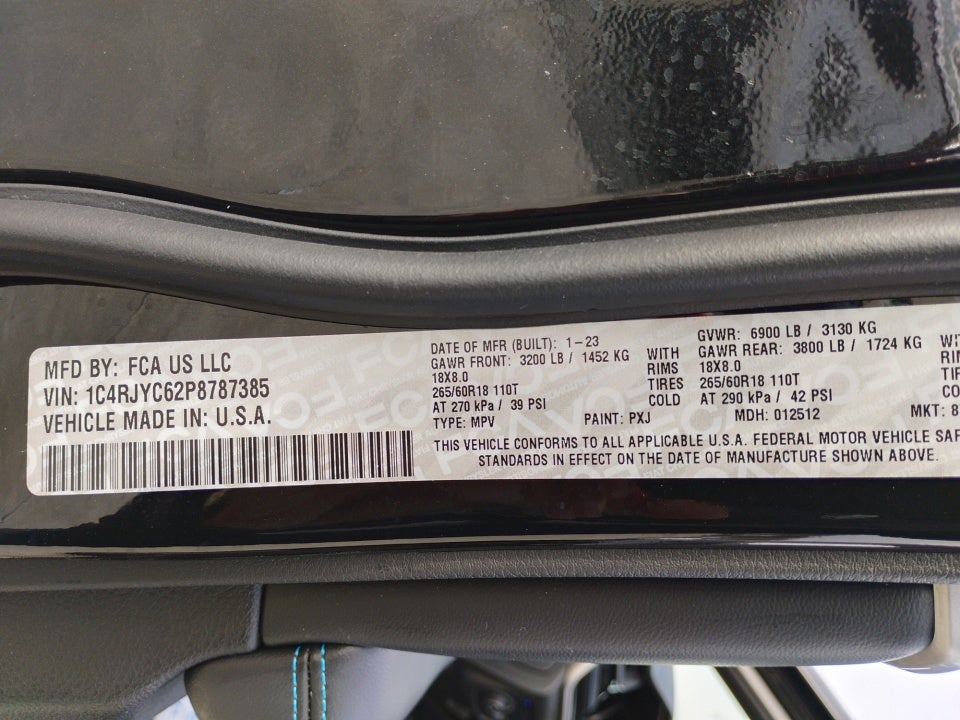 MFD BY: FCA US LLC
VIN: 1C4RJYC62P8787385
VEHICLE MADE IN: U.S.A.
DATE OF MFR (BUILT): 1-23
GAWR FRONT: 3200 LB / 1452 KG WITH
18X8.0 RIMS
265/60R18 110T TIRES
AT 270 kPa / 39 PSI COLD
TYPE: MPV PAINT: PXJ
GVWR: 6900 LB / 3130 KG
GAWR REAR: 3800 LB / 1724 KG
18X8.0
265/60R18 110T
AT 290 kPa / 42 PSI
MDH: 012512 MKT:
THIS VEHICLE CONFORMS TO ALL APPLICABLE U.S.A. FEDERAL MOTOR VEHICLE
STANDARDS IN EFFECT ON THE DATE OF MANUFACTURE SHOWN ABOVE.